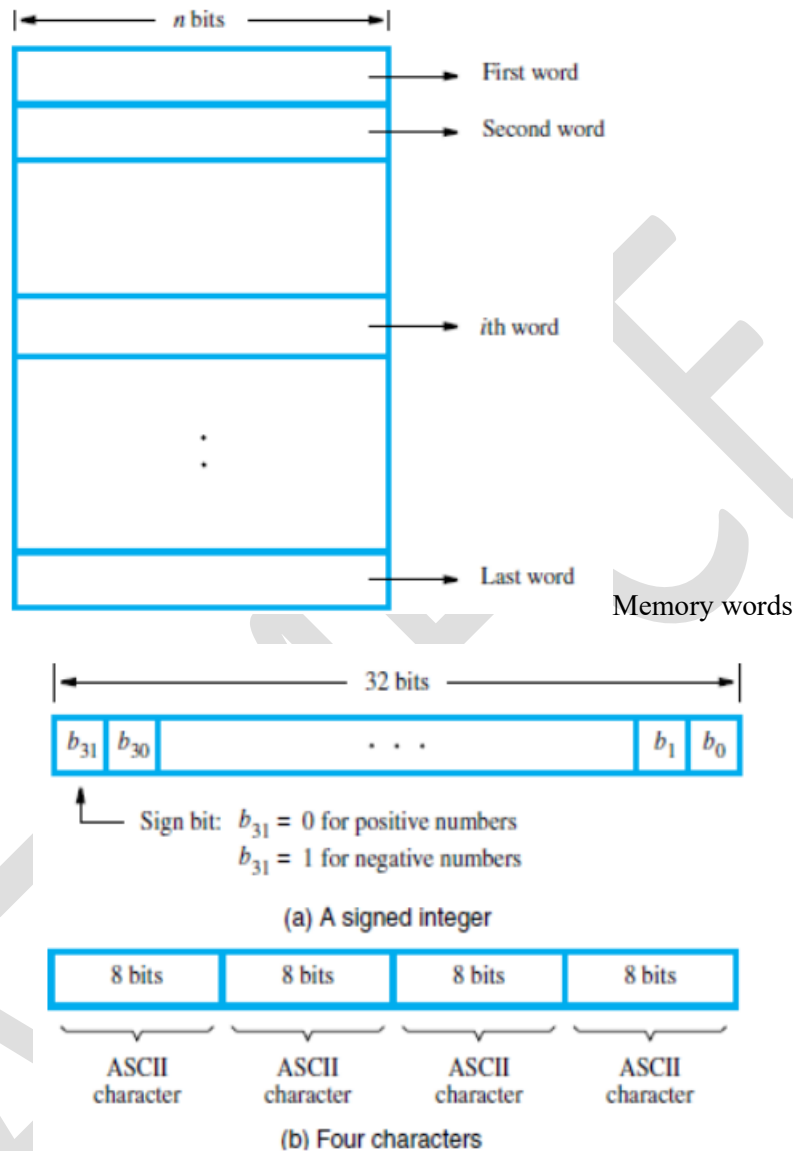 n bits
First word
Second word
ith word
Last word
Memory words
32 bits
b31 b30 . . . b1 b0
Sign bit: b31 = 0 for positive numbers
b31 = 1 for negative numbers
(a) A signed integer
8 bits 8 bits 8 bits 8 bits
ASCII ASCII ASCII ASCII
character character character character
(b) Four characters